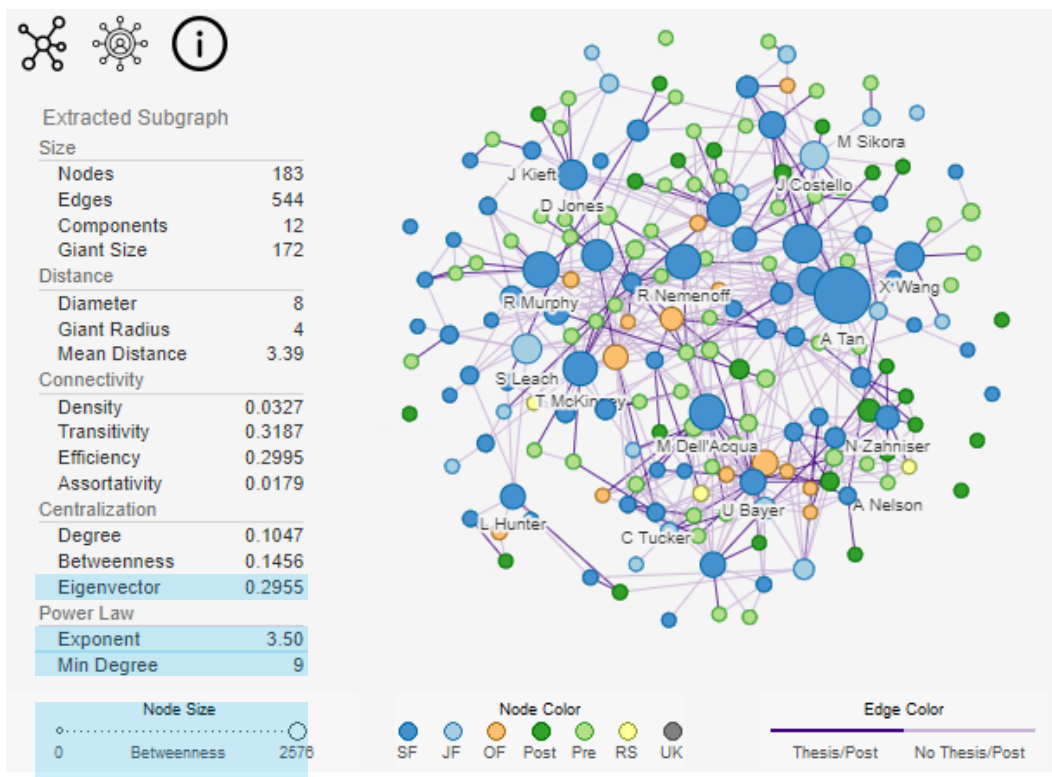 Extracted Subgraph
Size
Nodes 183
Edges 544
Components 12
Giant Size 172
Distance
Diameter 8
Giant Radius 4
Mean Distance 3.39
Connectivity
Density 0.0327
Transitivity 0.3187
Efficiency 0.2995
Assortativity 0.0179
Centralization
Degree 0.1047
Betweenness 0.1456
Eigenvector 0.2955
Power Law
Exponent 3.50
Min Degree 9
M Sikora
J Kieft
J Costello
D Jones
X Wang
R Murphy
R Nemenoff
A Tan
S Leach
T McKinsey
M Dell'Acqua
N Zahniser
A Nelson
U Bayer
L Hunter
C Tucker
Node Size
0 Betweenness 2576
Node Color
SF JF OF Post Pre RS UK
Edge Color
Thesis/Post No Thesis/Post